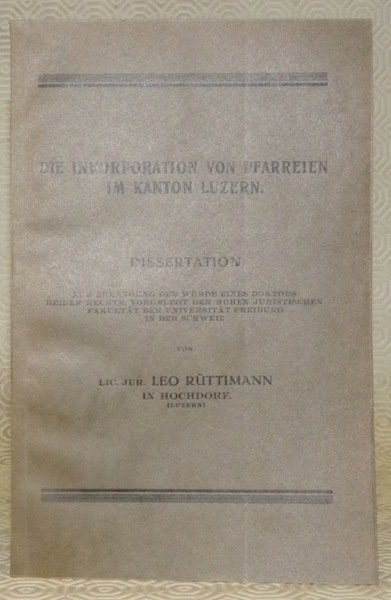 DIE INKORPORATION VON PFARREIEN
IM KANTON LUZERN.
DISSERTATION
ZUR ERLANGUNG DER WÜRDE EINES DOKTORS
BEIDER RECHTE VORGELEGT DER HOHEN JURISTISCHEN
FAKULTÄT DER UNIVERSITÄT FREIBURG
IN DER SCHWEIZ
VON
LIC. JUR. LEO RÜTTIMANN
IN HOCHDORF.
(LUZERN)